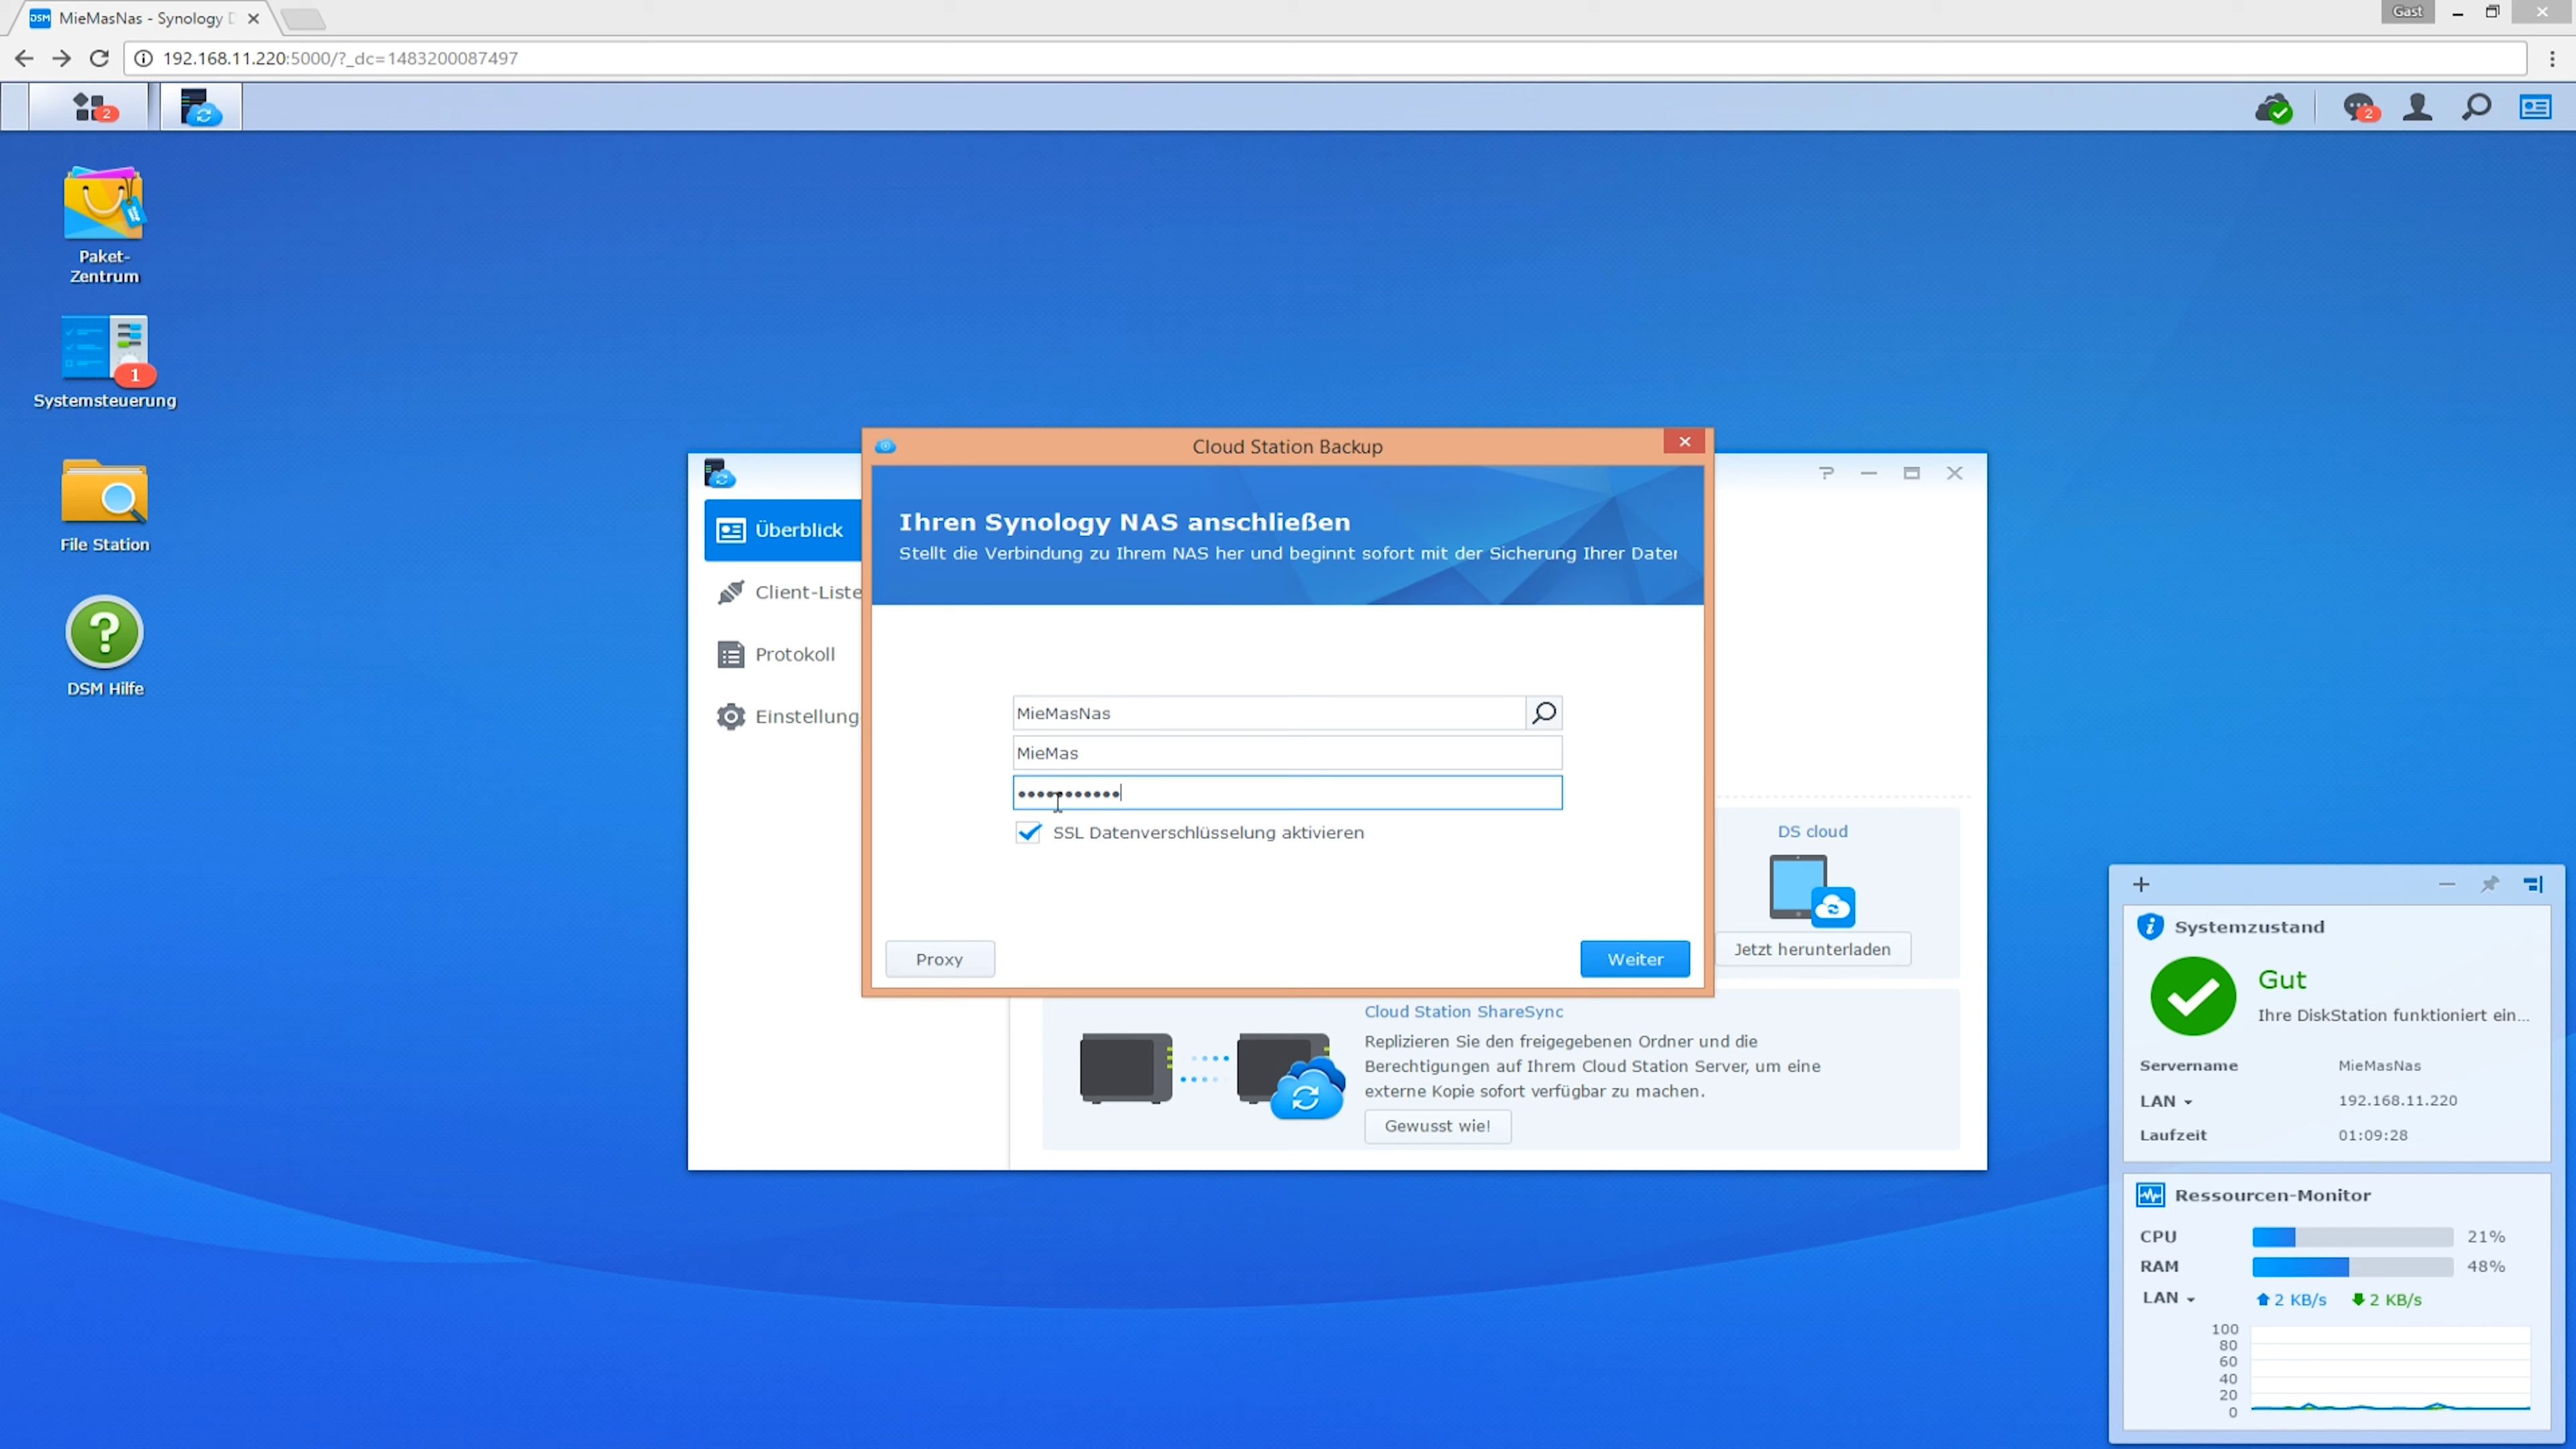 MieMasNas - Synology D
Gast
192.168.11.220:5000/?_dc=1483200087497
2
2
Paket-
Zentrum
1
Systemsteuerung
File Station
DSM Hilfe
Cloud Station Backup
Ihren Synology NAS anschließen
Stellt die Verbindung zu Ihrem NAS her und beginnt sofort mit der Sicherung Ihrer Daten
Überblick
Client-Liste
Protokoll
Einstellung
MieMasNas
MieMas
••••••••••••
SSL Datenverschlüsselung aktivieren
Proxy
Weiter
DS cloud
Jetzt herunterladen
Cloud Station ShareSync
Replizieren Sie den freigegebenen Ordner und die
Berechtigungen auf Ihrem Cloud Station Server, um eine
externe Kopie sofort verfügbar zu machen.
Gewusst wie!
Systemzustand
Gut
Ihre DiskStation funktioniert ein...
Servername MieMasNas
LAN 192.168.11.220
Laufzeit 01:09:28
Ressourcen-Monitor
CPU 21%
RAM 48%
LAN 2 KB/s 2 KB/s
100
80
60
40
20
0